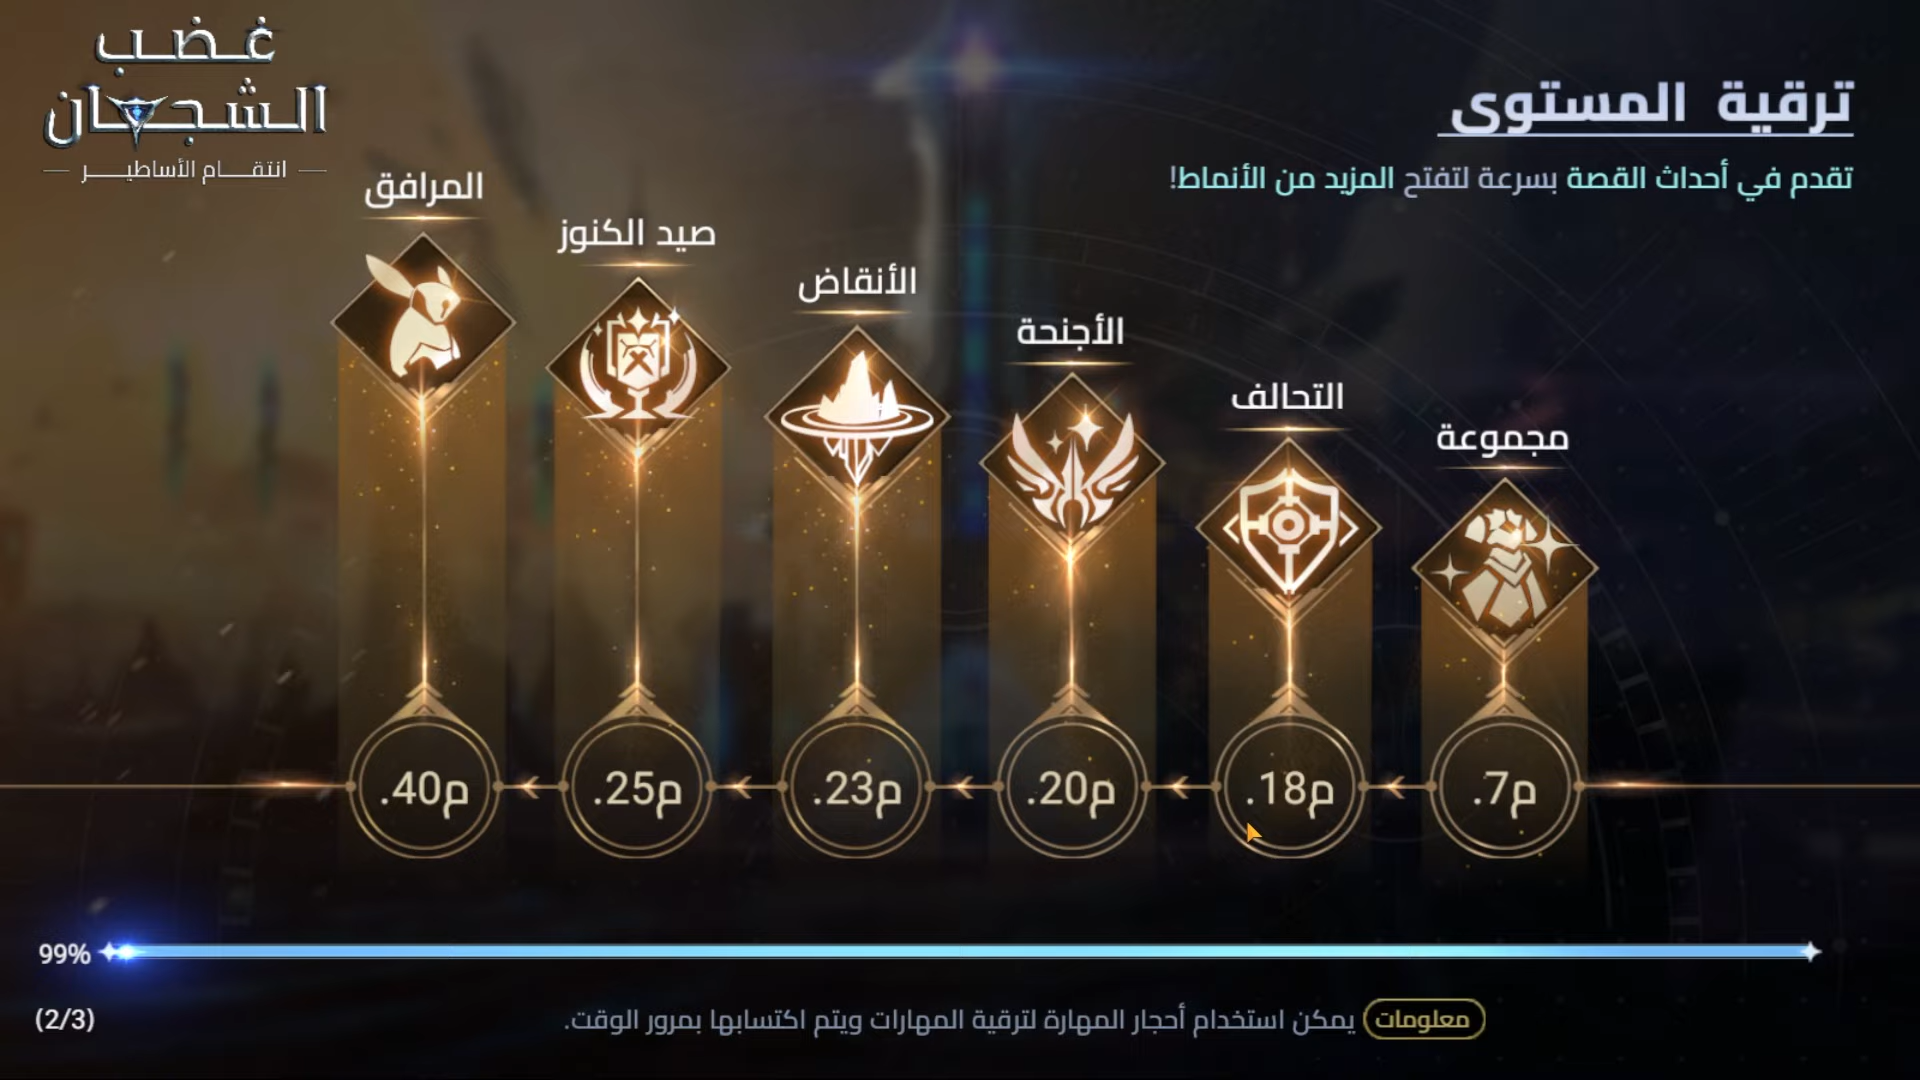 غضب
الشجعان
انتقام الأساطير
ترقية المستوى
تقدم في أحداث القصة بسرعة لتفتح المزيد من الأنماط!
مجموعة
التحالف
الأجنحة
الأنقاض
صيد الكنوز
المرافق
م7.
م18.
م20.
م23.
م25.
م40.
99%
معلومات يمكن استخدام أحجار المهارة لترقية المهارات ويتم اكتسابها بمرور الوقت.
(2/3)